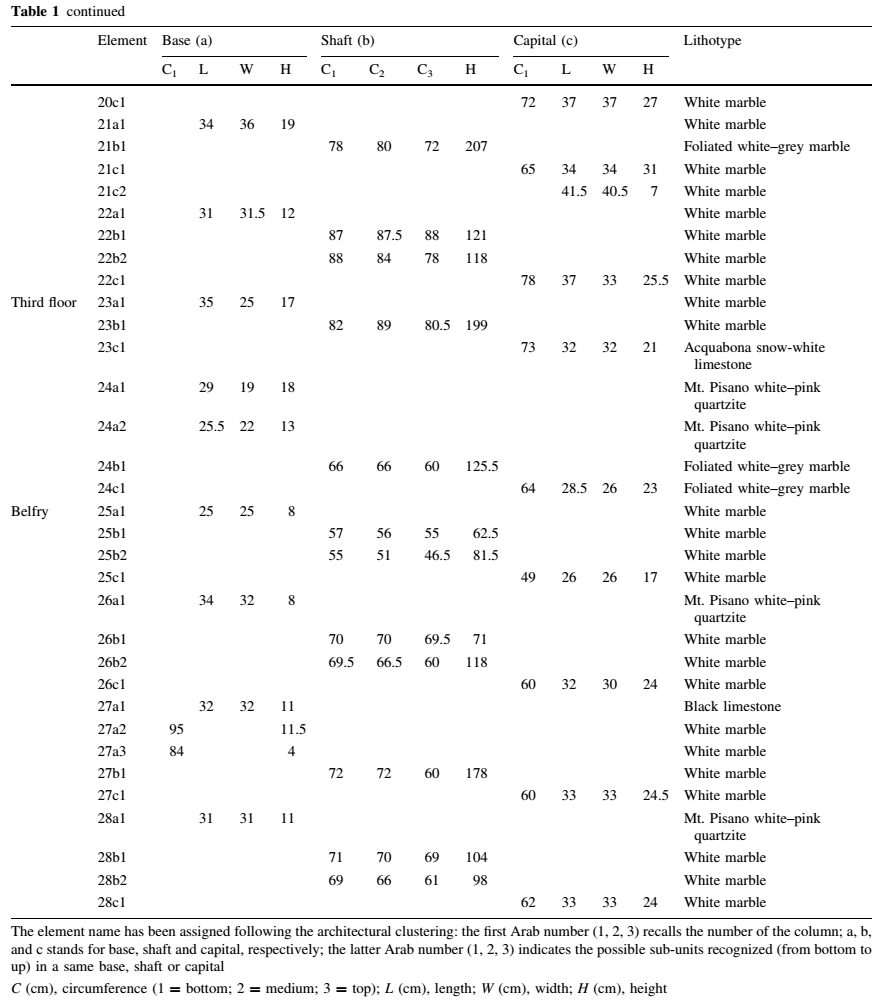 Table 1 continued
Element Base (a) Shaft (b) Capital (c) Lithotype
C1 L W H C1 C2 C3 H C1 L W H
20c1 72 37 37 27 White marble
21a1 34 36 19 White marble
21b1 78 80 72 207 Foliated white–grey marble
21c1 65 34 34 31 White marble
21c2 41.5 40.5 7 White marble
22a1 31 31.5 12 White marble
22b1 87 87.5 88 121 White marble
22b2 88 84 78 118 White marble
22c1 78 37 33 25.5 White marble
Third floor 23a1 35 25 17 White marble
23b1 82 89 80.5 199 White marble
23c1 73 32 32 21 Acquabona snow-white
limestone
24a1 29 19 18 Mt. Pisano white–pink
quartzite
24a2 25.5 22 13 Mt. Pisano white–pink
quartzite
24b1 66 66 60 125.5 Foliated white–grey marble
24c1 64 28.5 26 23 Foliated white–grey marble
Belfry 25a1 25 25 8 White marble
25b1 57 56 55 62.5 White marble
25b2 55 51 46.5 81.5 White marble
25c1 49 26 26 17 White marble
26a1 34 32 8 Mt. Pisano white–pink
quartzite
26b1 70 70 69.5 71 White marble
26b2 69.5 66.5 60 118 White marble
26c1 60 32 30 24 White marble
27a1 32 32 11 Black limestone
27a2 95 11.5 White marble
27a3 84 4 White marble
27b1 72 72 60 178 White marble
27c1 60 33 33 24.5 White marble
28a1 31 31 11 Mt. Pisano white–pink
quartzite
28b1 71 70 69 104 White marble
28b2 69 66 61 98 White marble
28c1 62 33 33 24 White marble
The element name has been assigned following the architectural clustering: the first Arab number (1, 2, 3) recalls the number of the column; a, b,
and c stands for base, shaft and capital, respectively; the latter Arab number (1, 2, 3) indicates the possible sub-units recognized (from bottom to
up) in a same base, shaft or capital
C (cm), circumference (1 = bottom; 2 = medium; 3 = top); L (cm), length; W (cm), width; H (cm), height